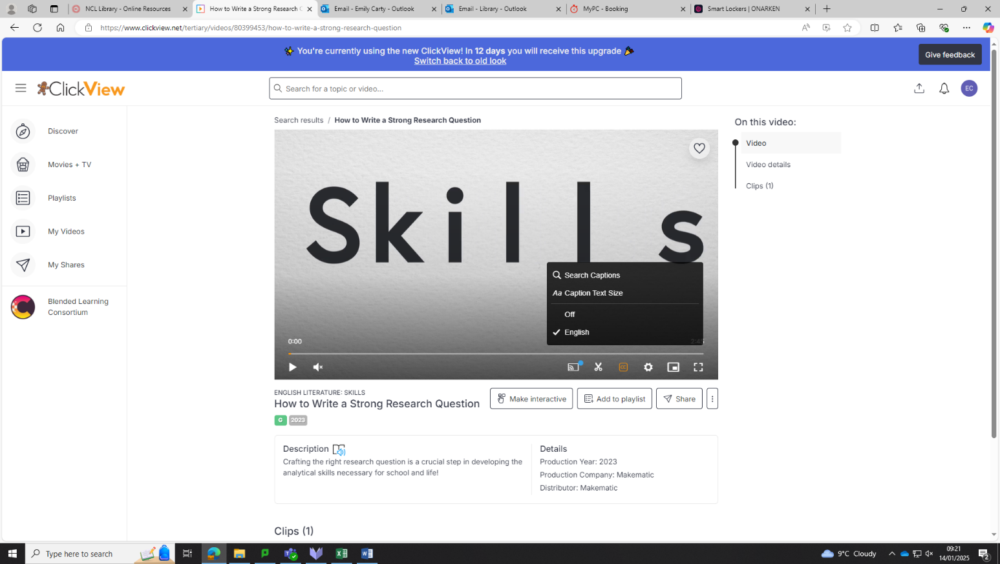 NCL Library - Online Resources
How to Write a Strong Research
Email - Emily Carty - Outlook
Email - Library - Outlook
MyPC - Booking
Smart Lockers | ONARKEN
https://www.clickview.net/tertiary/videos/80399453/how-to-write-a-strong-research-question
You're currently using the new ClickView! In 12 days you will receive this upgrade
Switch back to old look
Give feedback
ClickView
Search for a topic or video...
EC
Discover
Movies + TV
Playlists
My Videos
My Shares
Blended Learning
Consortium
Search results / How to Write a Strong Research Question
Skills
Search Captions
Aa Caption Text Size
Off
English
0:00
2:45
CC
ENGLISH LITERATURE: SKILLS
How to Write a Strong Research Question
G 2023
Make interactive
Add to playlist
Share
Description
Crafting the right research question is a crucial step in developing the
analytical skills necessary for school and life!
Details
Production Year: 2023
Production Company: Makematic
Distributor: Makematic
Clips (1)
On this video:
Video
Video details
Clips (1)
Type here to search
9°C Cloudy
09:21
14/01/2025
2